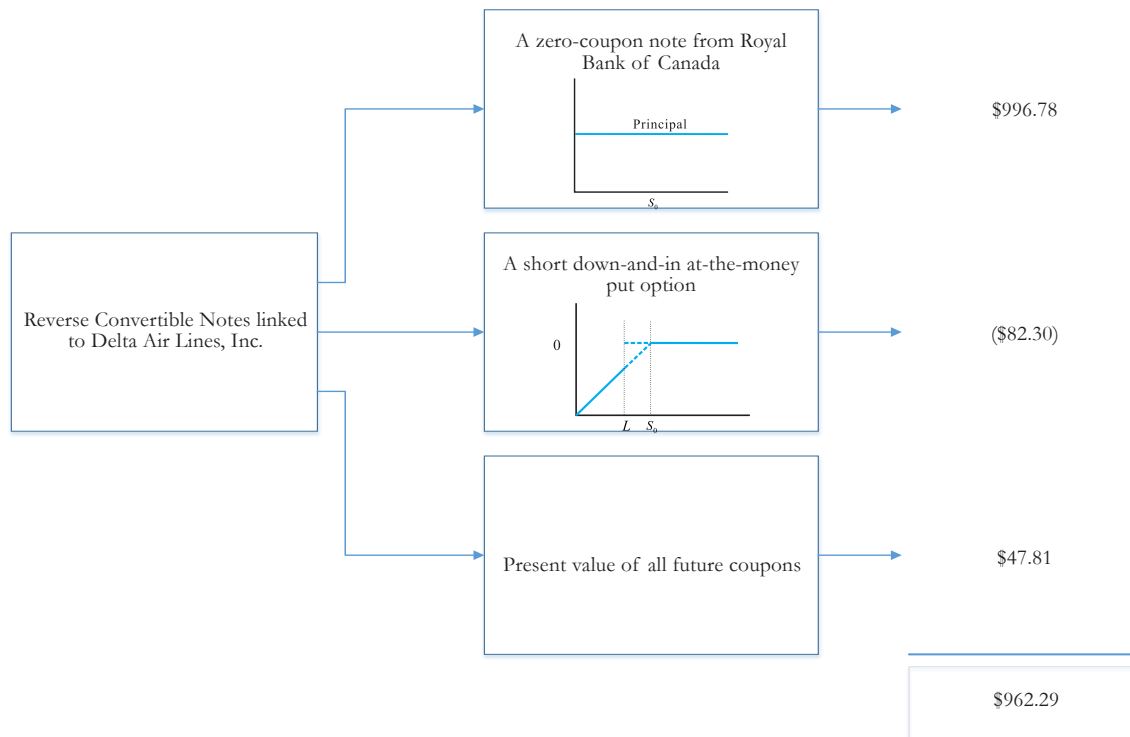 A zero-coupon note from Royal
Bank of Canada
Principal
S₀
$996.78
Reverse Convertible Notes linked
to Delta Air Lines, Inc.
A short down-and-in at-the-money
put option
0
L S₀
($82.30)
Present value of all future coupons
$47.81
$962.29